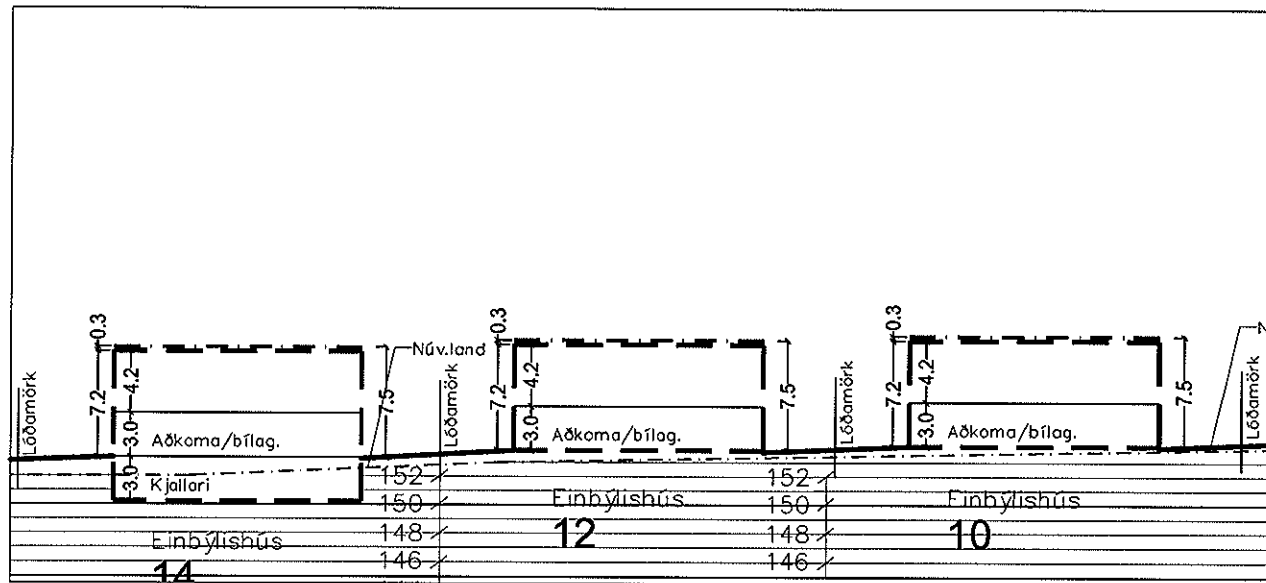 0.3
7.2
4.2
3.0
3.0
7.5
Lóðamörk
Aðkoma/bílag.
Kjallari
Einbýlishús
14
Núv.land
Lóðamörk
152
150
148
146
0.3
7.2
4.2
3.0
7.5
Aðkoma/bílag.
Einbýlishús
12
Lóðamörk
152
150
148
146
0.3
7.2
4.2
3.0
7.5
Aðkoma/bílag.
Einbýlishús
10
Lóðamörk
N